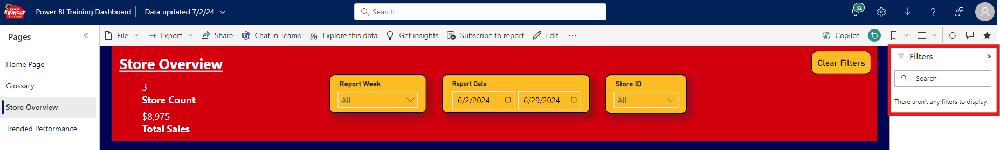 KRISPY
KRUNCHY
CHICKEN
Power BI Training Dashboard
Data updated 7/2/24
Search
32
Pages
File
Export
Share
Chat in Teams
Explore this data
Get insights
Subscribe to report
Edit
Copilot
Home Page
Glossary
Store Overview
Trended Performance
Store Overview
3
Store Count
$8,975
Total Sales
Report Week
All
Report Date
6/2/2024
6/29/2024
Store ID
All
Clear Filters
Filters
Search
There aren't any filters to display.